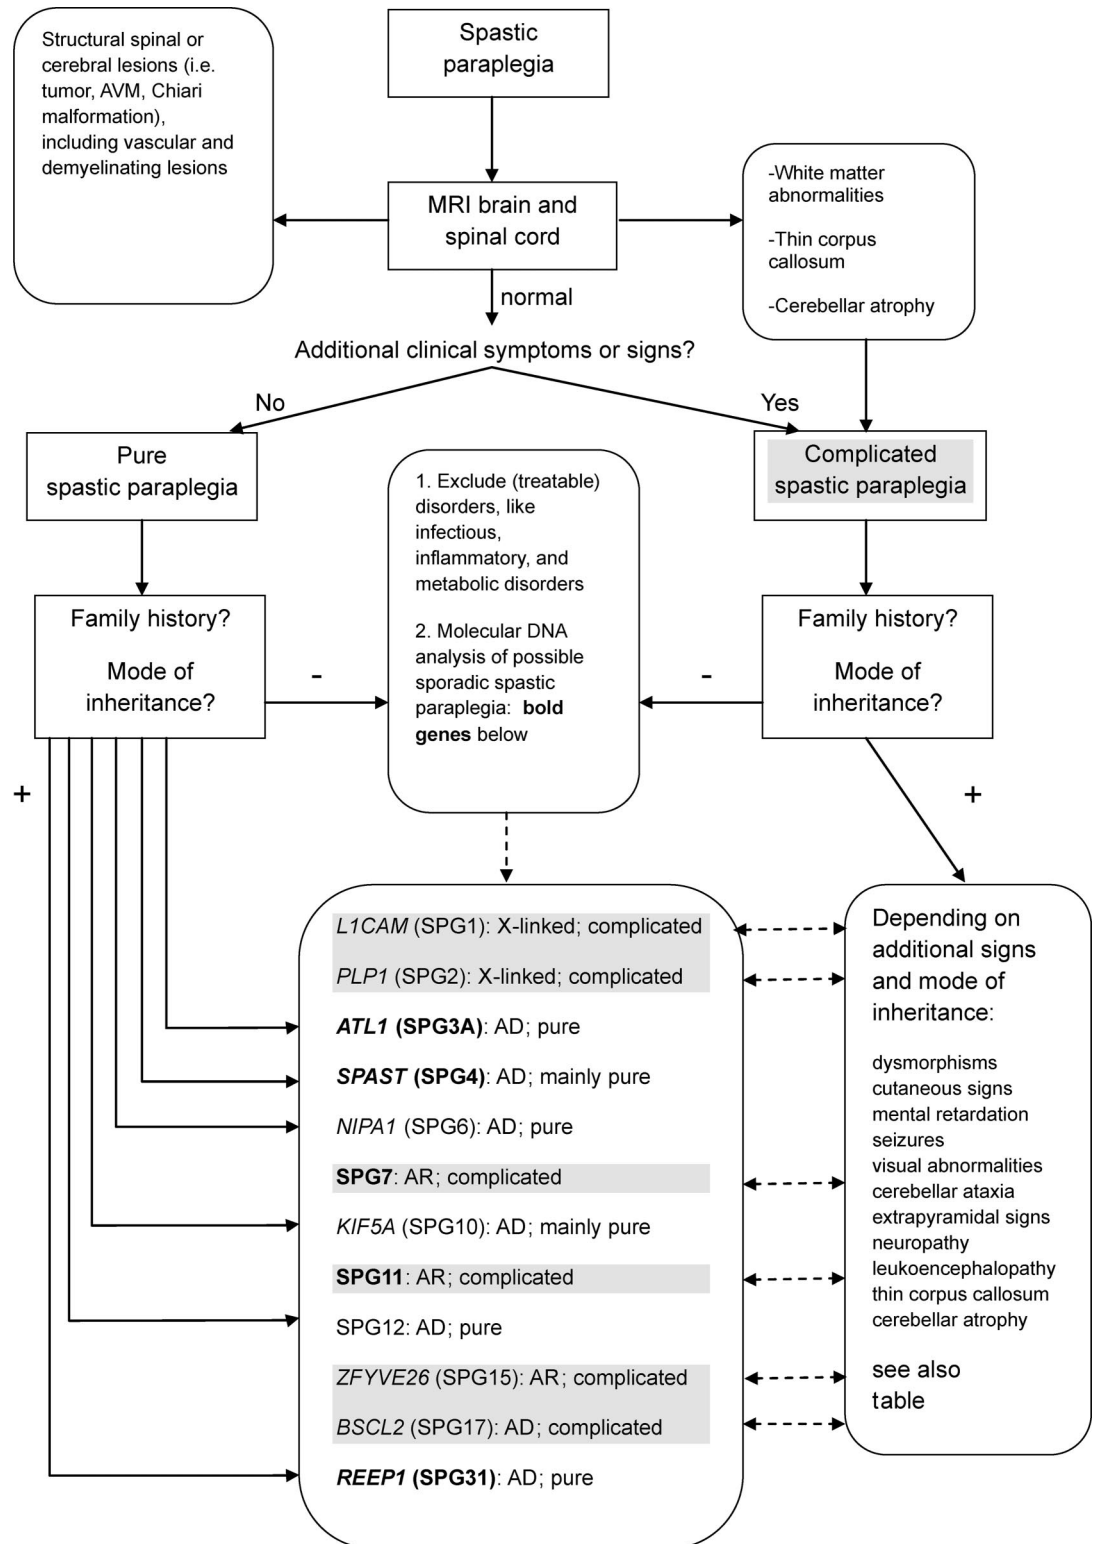 Structural spinal or
cerebral lesions (i.e.
tumor, AVM, Chiari
malformation),
including vascular and
demyelinating lesions
Spastic
paraplegia
MRI brain and
spinal cord
-White matter
abnormalities
-Thin corpus
callosum
-Cerebellar atrophy
normal
Additional clinical symptoms or signs?
No
Yes
Pure
spastic paraplegia
Complicated
spastic paraplegia
1. Exclude (treatable)
disorders, like
infectious,
inflammatory, and
metabolic disorders
2. Molecular DNA
analysis of possible
sporadic spastic
paraplegia: bold
genes below
Family history?
Mode of
inheritance?
-
-
Family history?
Mode of
inheritance?
+
+
L1CAM (SPG1): X-linked; complicated
PLP1 (SPG2): X-linked; complicated
ATL1 (SPG3A): AD; pure
SPAST (SPG4): AD; mainly pure
NIPA1 (SPG6): AD; pure
SPG7: AR; complicated
KIF5A (SPG10): AD; mainly pure
SPG11: AR; complicated
SPG12: AD; pure
ZFYVE26 (SPG15): AR; complicated
BSCL2 (SPG17): AD; complicated
REEP1 (SPG31): AD; pure
Depending on
additional signs
and mode of
inheritance:
dysmorphisms
cutaneous signs
mental retardation
seizures
visual abnormalities
cerebellar ataxia
extrapyramidal signs
neuropathy
leukoencephalopathy
thin corpus callosum
cerebellar atrophy
see also
table